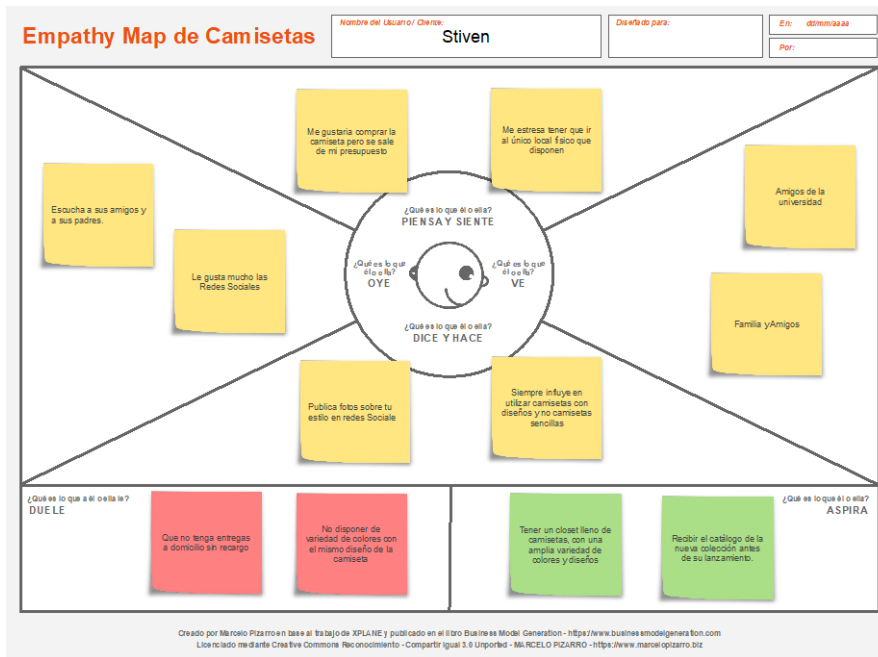 Empathy Map de Camisetas
Nombre del Usuario / Cliente:
Stiven
Diseñado para:
En: dd/mm/aaaa
Por:
Me gustaria comprar la
camiseta pero se sale
de mi presupuesto
Me estresa tener que ir
al único local físico que
disponen
Escucha a sus amigos y
a sus padres.
Le gusta mucho las
Redes Sociales
¿Qué es lo que él o ella?
PIENSA Y SIENTE
¿Qué es lo que
él o ella?
OYE
¿Qué es lo que
él o ella?
VE
¿Qué es lo que él o ella?
DICE Y HACE
Amigos de la
universidad
Familia y Amigos
Publica fotos sobre tu
estilo en redes Sociale
Siempre influye en
utilizar camisetas con
diseños y no camisetas
sencillas
¿Qué es lo que a él o ella le?
DUELE
Que no tenga entregas
a domicilio sin recargo
No disponer de
variedad de colores con
el mismo diseño de la
camiseta
Tener un closet lleno de
camisetas, con una
amplia variedad de
colores y diseños
Recibir el catálogo de la
nueva colección antes
de su lanzamiento.
¿Qué es lo que él o ella?
ASPIRA
Creado por Marcelo Pizarro en base al trabajo de XPLANE y publicado en el libro Business Model Generation - https://www.businessmodelgeneration.com
Licenciado mediante Creative Commons Reconocimiento - Compartir Igual 3.0 Unported - MARCELO PIZARRO - https://www.marcelopizarro.biz